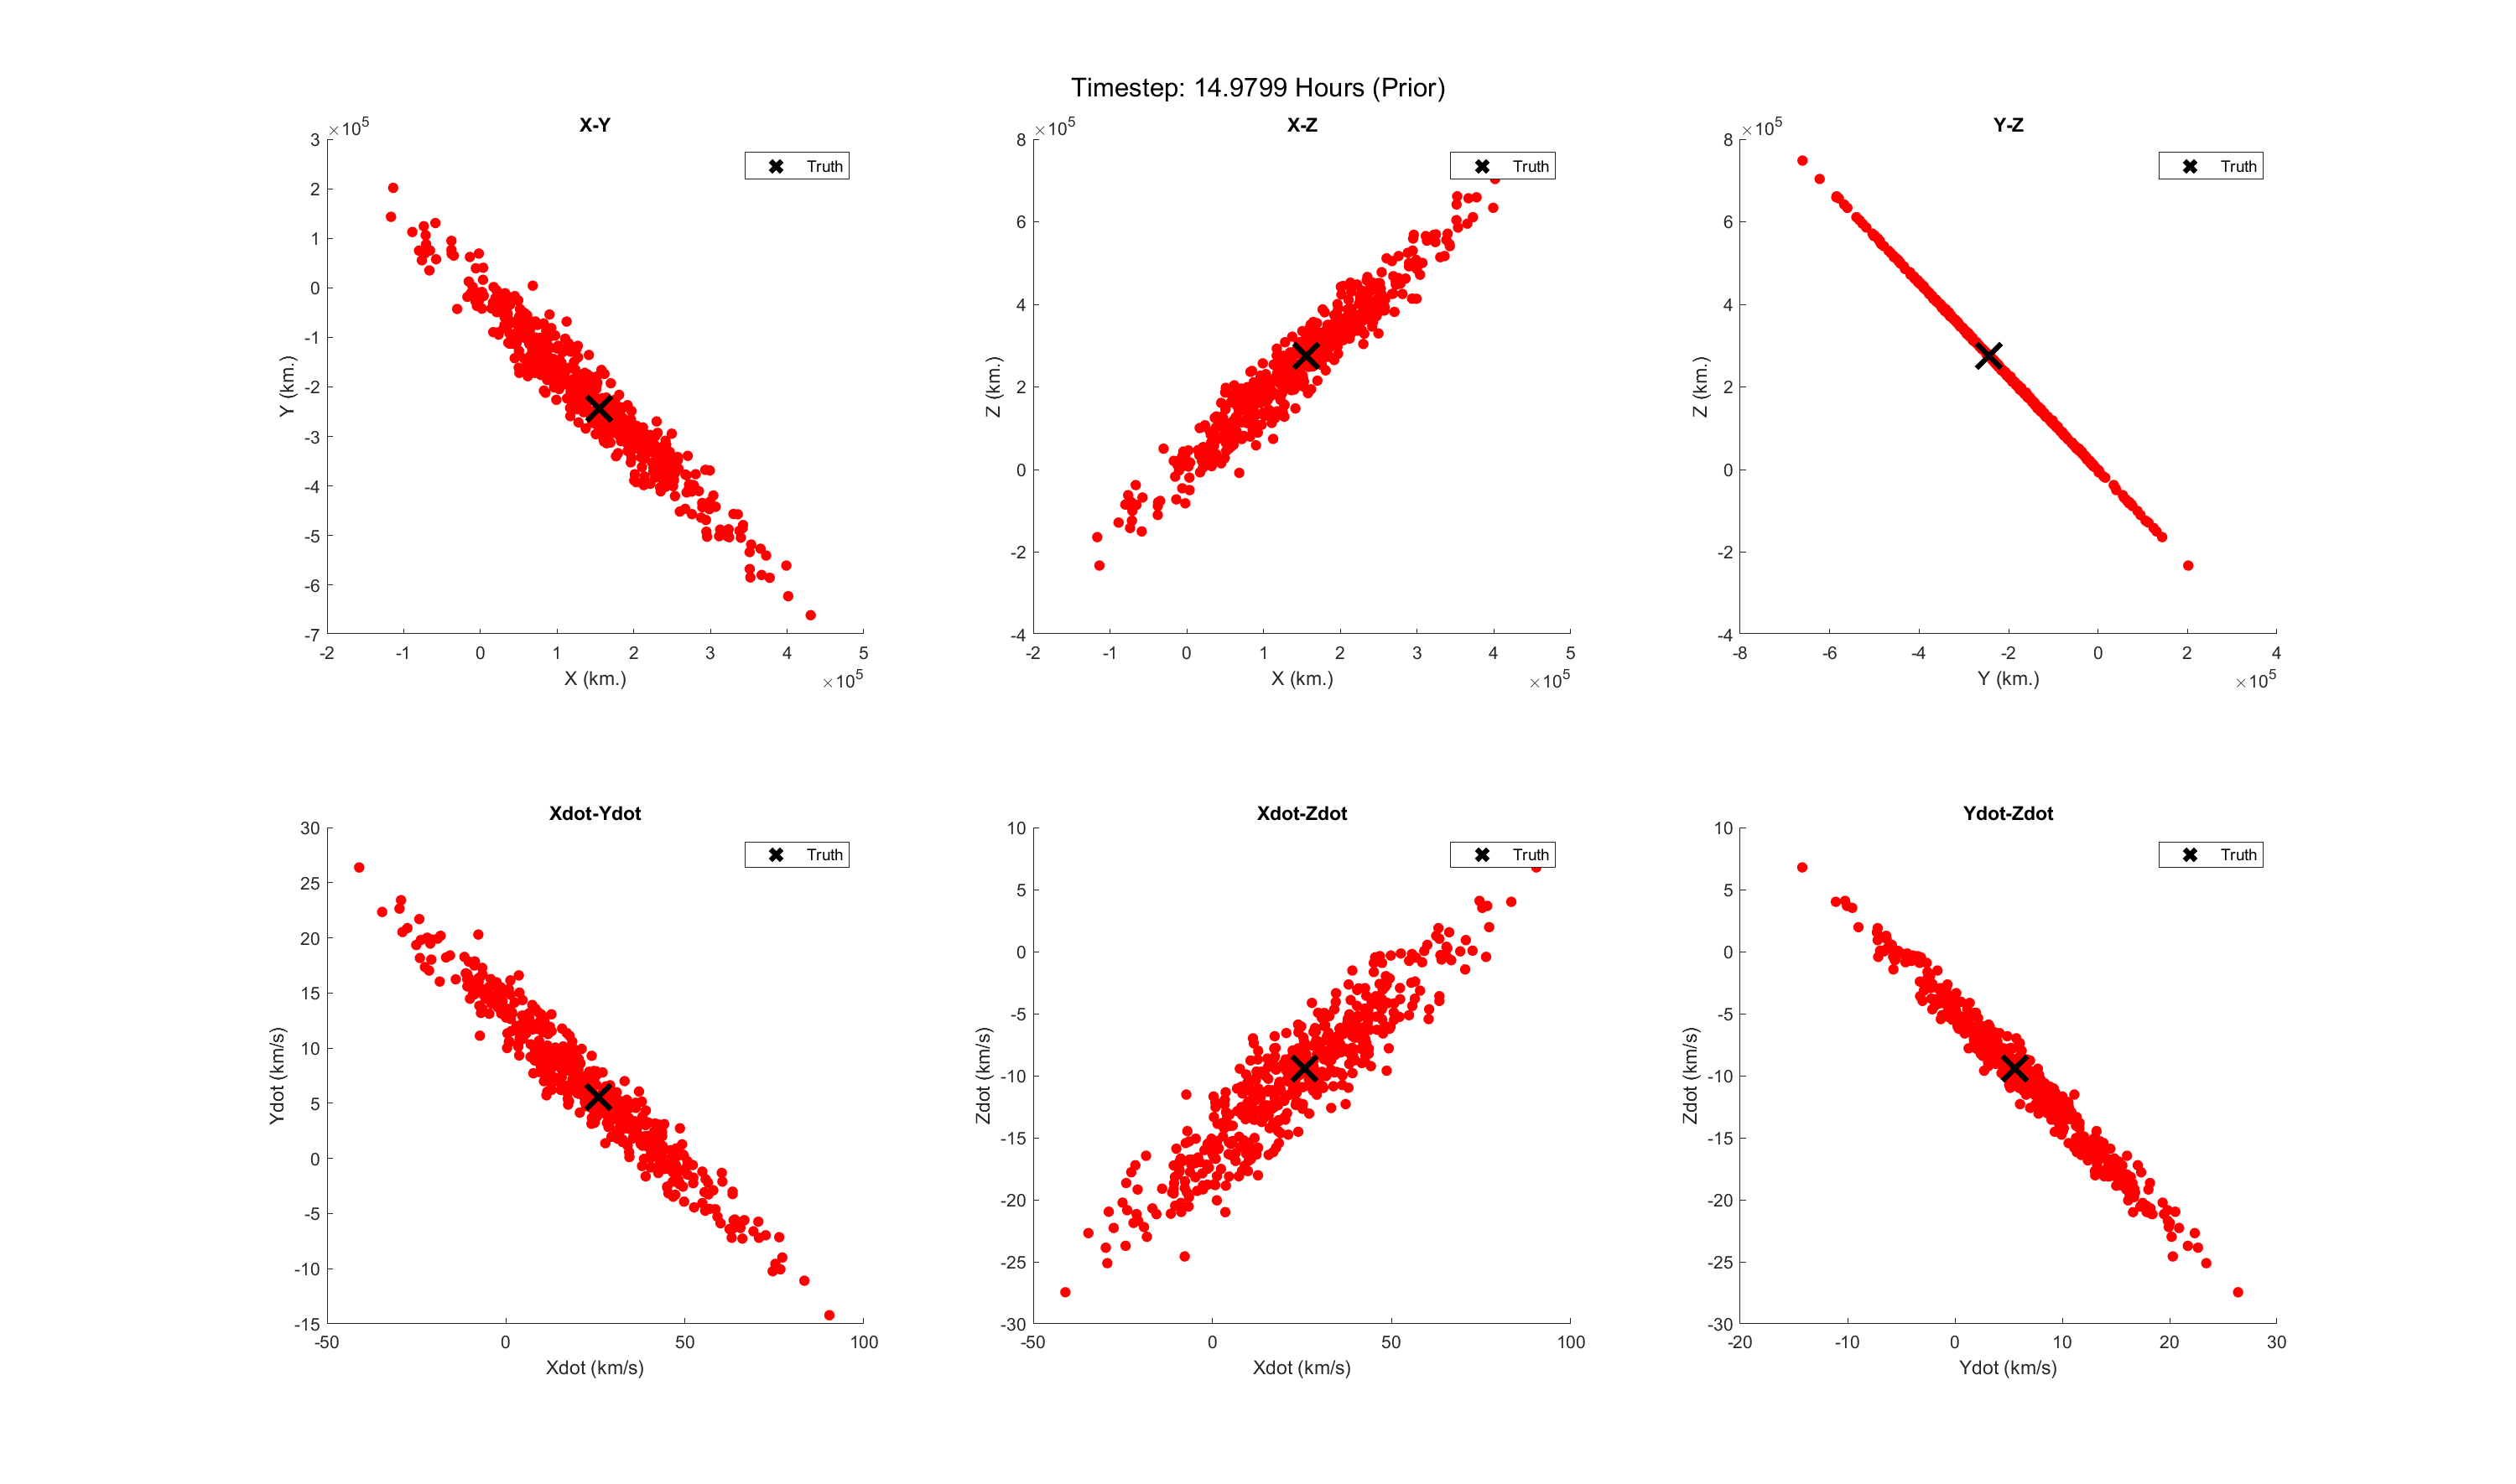 Timestep: 14.9799 Hours (Prior)
X-Y
×10^5
Truth
3
2
1
0
-1
-2
-3
-4
-5
-6
-7
Y (km.)
-2 -1 0 1 2 3 4 5
X (km.)
×10^5
X-Z
×10^5
Truth
8
6
4
2
0
-2
-4
Z (km.)
-2 -1 0 1 2 3 4 5
X (km.)
×10^5
Y-Z
×10^5
Truth
8
6
4
2
0
-2
-4
Z (km.)
-8 -6 -4 -2 0 2 4
Y (km.)
×10^5
Xdot-Ydot
Truth
30
25
20
15
10
5
0
-5
-10
-15
Ydot (km/s)
-50 0 50 100
Xdot (km/s)
Xdot-Zdot
Truth
10
5
0
-5
-10
-15
-20
-25
-30
Zdot (km/s)
-50 0 50 100
Xdot (km/s)
Ydot-Zdot
Truth
10
5
0
-5
-10
-15
-20
-25
-30
Zdot (km/s)
-20 -10 0 10 20 30
Ydot (km/s)